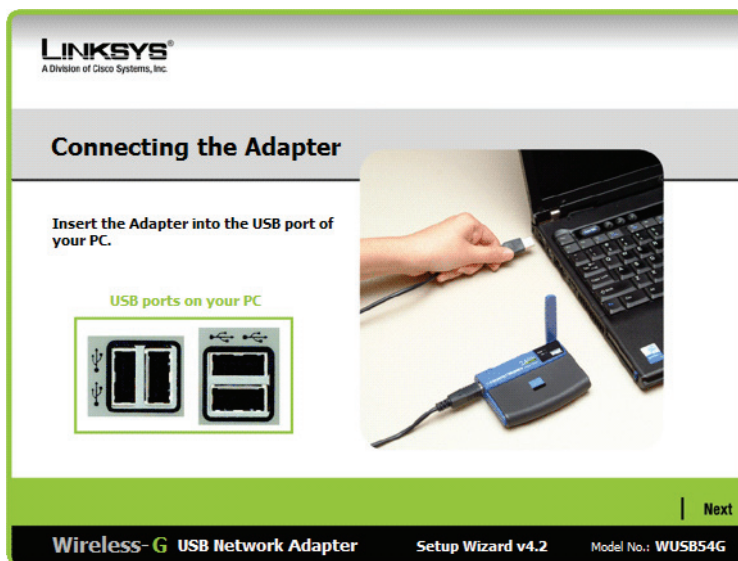 LINKSYS®
A Division of Cisco Systems, Inc.
Connecting the Adapter
Insert the Adapter into the USB port of
your PC.
USB ports on your PC
Next
Wireless-G USB Network Adapter Setup Wizard v4.2 Model No.: WUSB54G